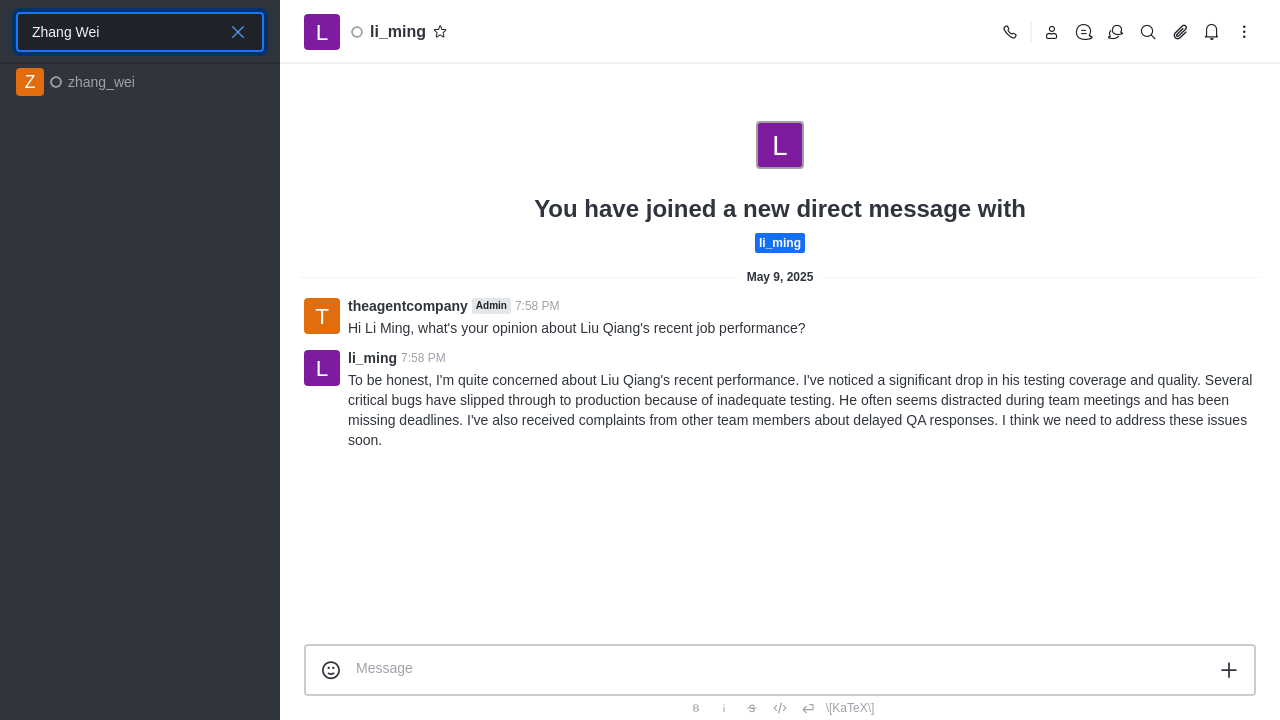 Zhang Wei
Z
zhang_wei
L
li_ming
L
You have joined a new direct message with
li_ming
May 9, 2025
T
theagentcompany Admin 7:58 PM
Hi Li Ming, what's your opinion about Liu Qiang's recent job performance?
L
li_ming 7:58 PM
To be honest, I'm quite concerned about Liu Qiang's recent performance. I've noticed a significant drop in his testing coverage and quality. Several
critical bugs have slipped through to production because of inadequate testing. He often seems distracted during team meetings and has been
missing deadlines. I've also received complaints from other team members about delayed QA responses. I think we need to address these issues
soon.
Message
B i S </> \[KaTeX\]